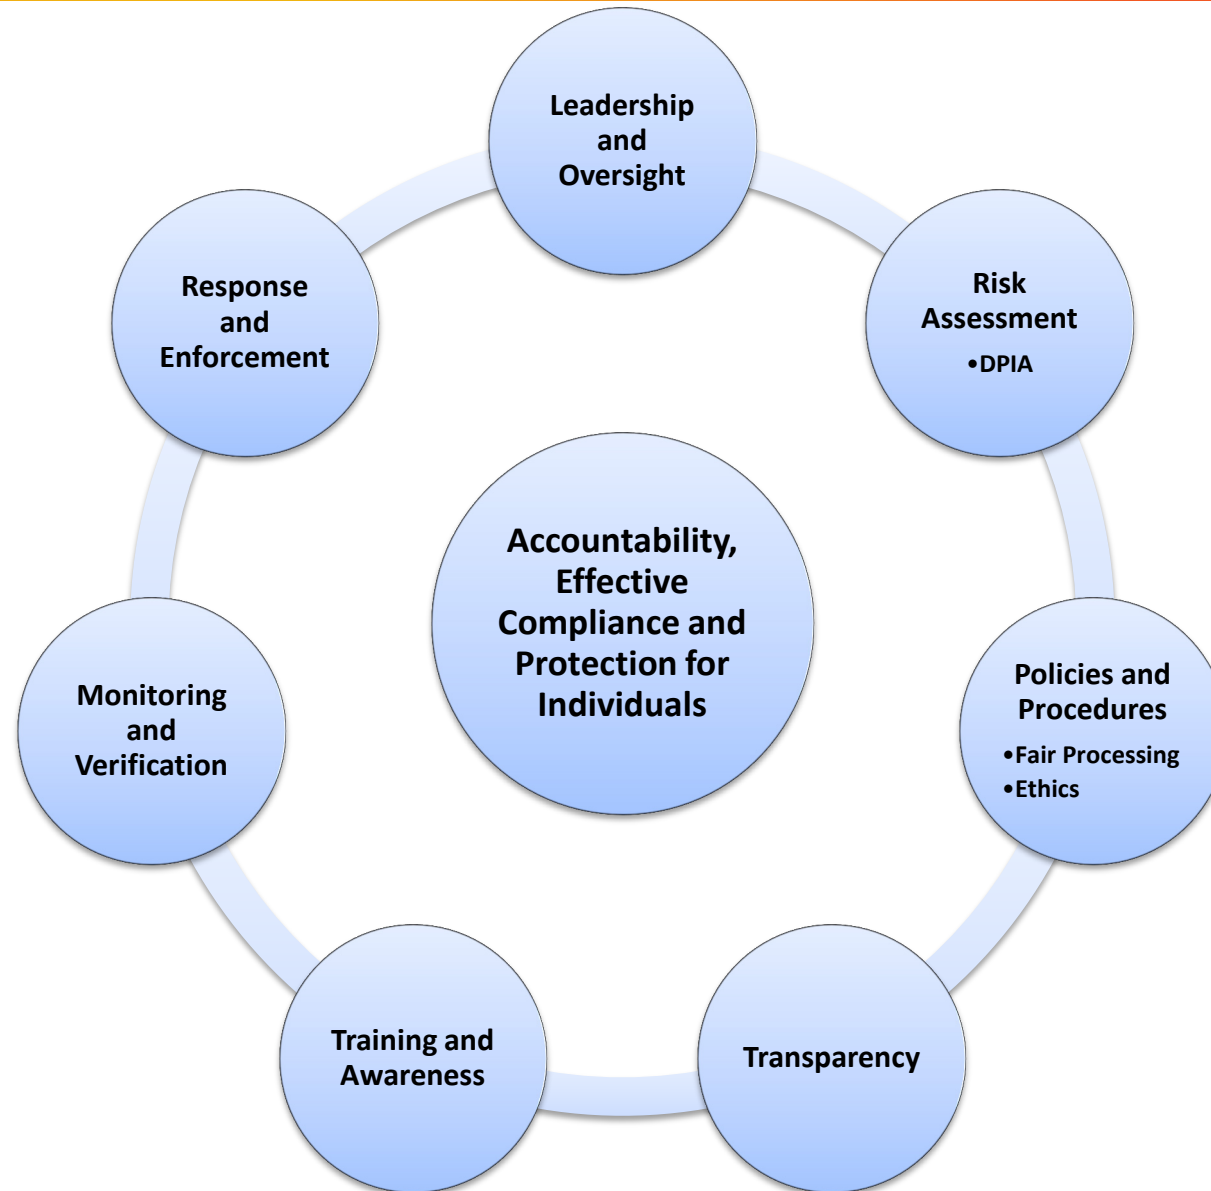 Leadership
and
Oversight
Risk
Assessment
•DPIA
Policies and
Procedures
•Fair Processing
•Ethics
Transparency
Training and
Awareness
Monitoring
and
Verification
Response
and
Enforcement
Accountability,
Effective
Compliance and
Protection for
Individuals